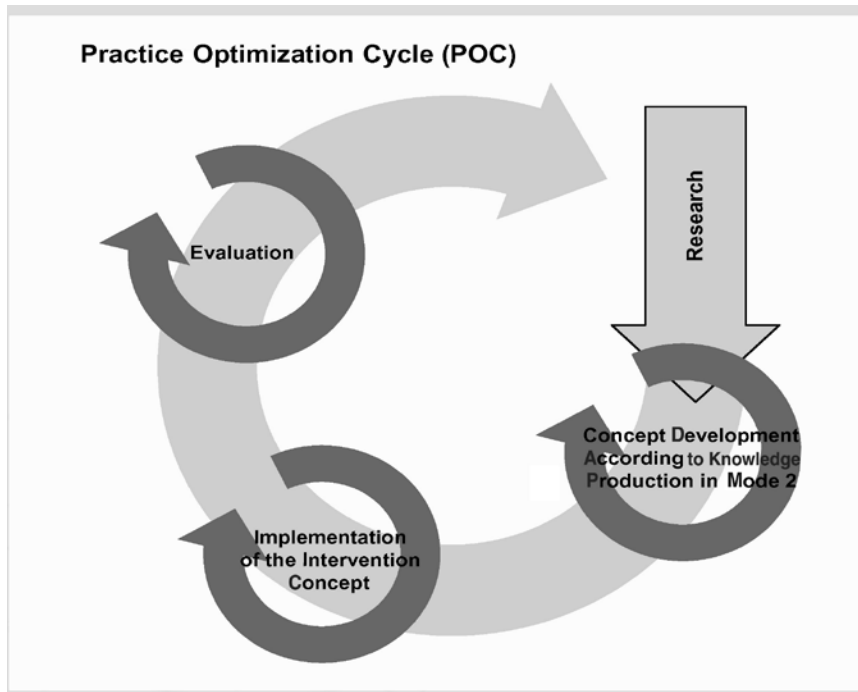 Practice Optimization Cycle (POC)
Research
Evaluation
Concept Development
According to Knowledge
Production in Mode 2
Implementation
of the Intervention
Concept